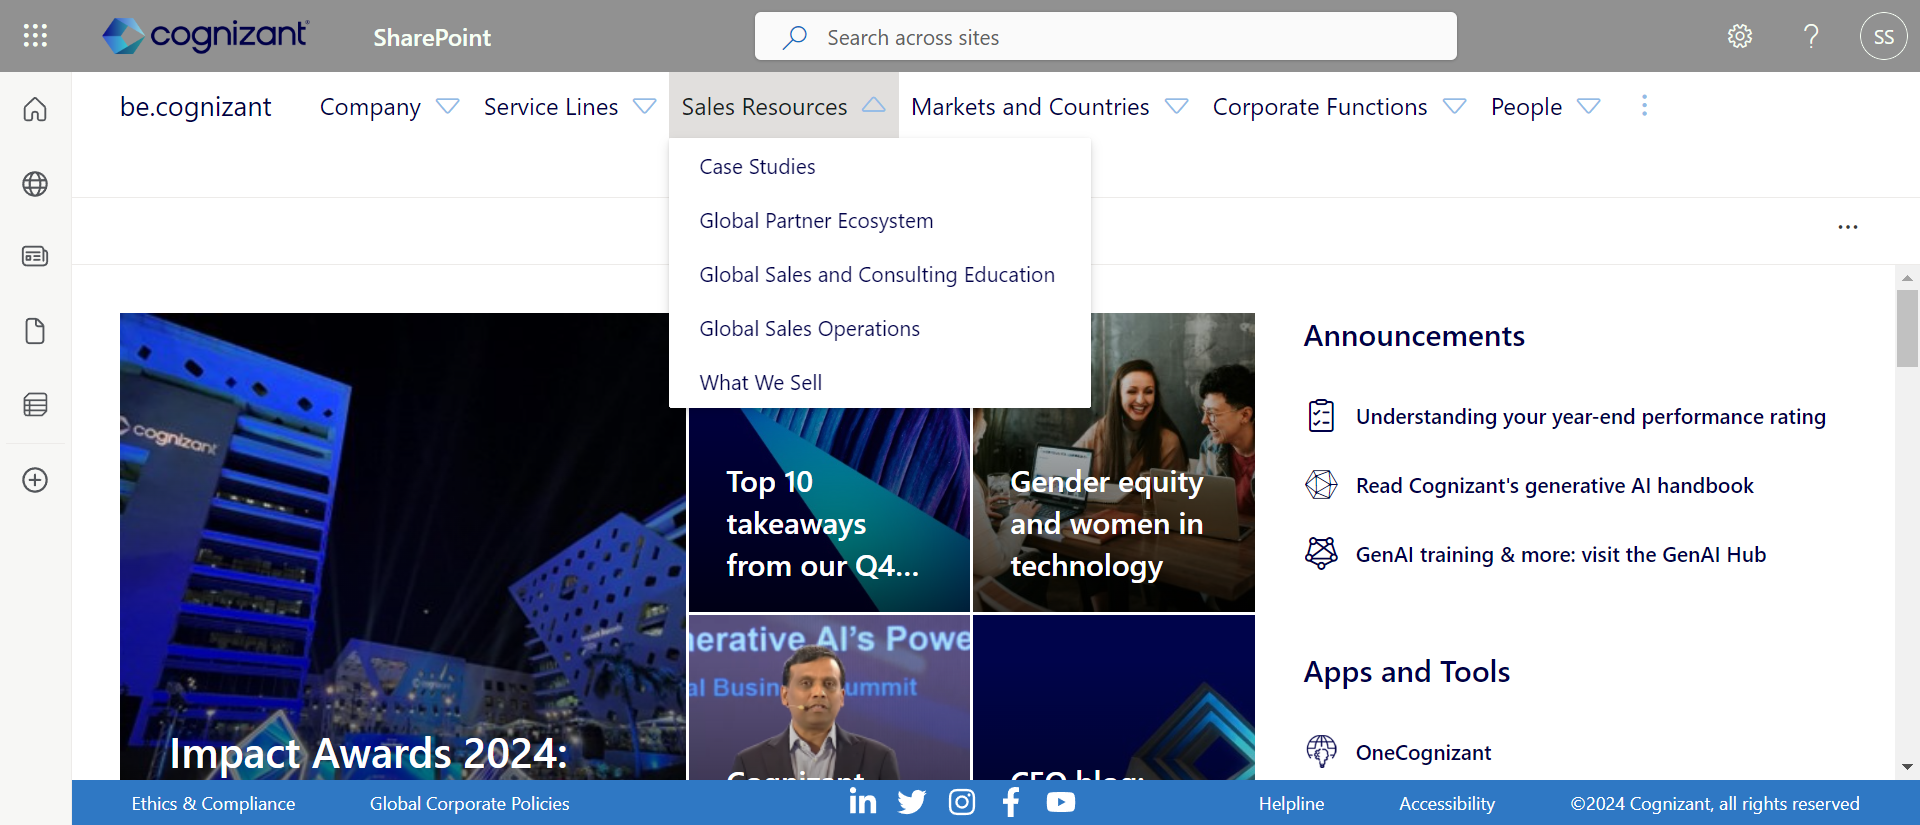 cognizant
SharePoint
Search across sites
SS
be.cognizant
Company
Service Lines
Sales Resources
Markets and Countries
Corporate Functions
People
Case Studies
Global Partner Ecosystem
Global Sales and Consulting Education
Global Sales Operations
What We Sell
cognizant
Impact Awards 2024:
Top 10
takeaways
from our Q4...
Gender equity
and women in
technology
nerative AI's Powe
al Busin ummit
Cognizant
CEO blog:
Announcements
Understanding your year-end performance rating
Read Cognizant's generative AI handbook
GenAI training & more: visit the GenAI Hub
Apps and Tools
OneCognizant
Ethics & Compliance
Global Corporate Policies
Helpline
Accessibility
©2024 Cognizant, all rights reserved